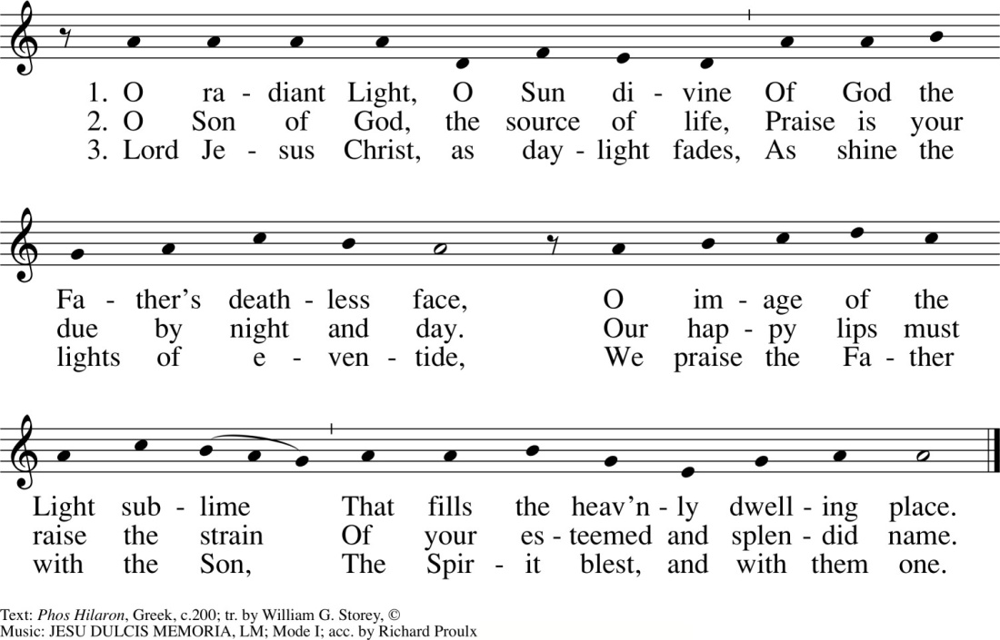 1. O ra - diant Light, O Sun di - vine Of God the
2. O Son of God, the source of life, Praise is your
3. Lord Je - sus Christ, as day - light fades, As shine the
Fa - ther's death - less face, O im - age of the
due by night and day. Our hap - py lips must
lights of e - ven - tide, We praise the Fa - ther
Light sub - lime That fills the heav'n - ly dwell - ing place.
raise the strain Of your es - teemed and splen - did name.
with the Son, The Spir - it blest, and with them one.
Text: Phos Hilaron, Greek, c.200; tr. by William G. Storey, ©
Music: JESU DULCIS MEMORIA, LM; Mode I; acc. by Richard Proulx